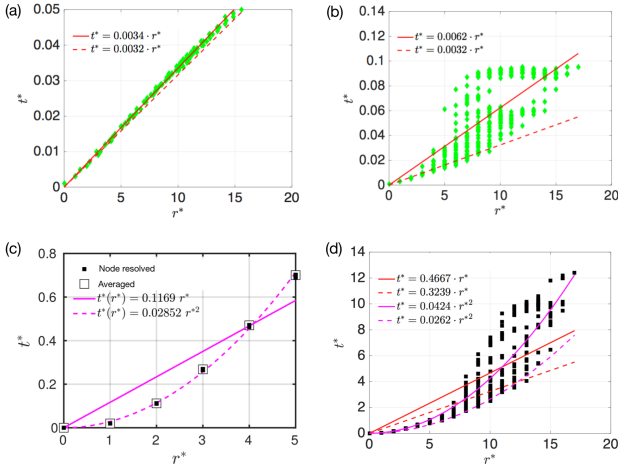 (a)
t* = 0.0034 · r*
t* = 0.0032 · r*
0.05
0.04
0.03
0.02
0.01
0
t*
0 5 10 15 20
r*
(b)
t* = 0.0062 · r*
t* = 0.0032 · r*
0.14
0.12
0.1
0.08
0.06
0.04
0.02
0
t*
0 5 10 15 20
r*
(c)
Node resolved
Averaged
t*(r*) = 0.1169 r*
t*(r*) = 0.02852 r*²
0.8
0.6
0.4
0.2
0
t*
0 1 2 3 4 5
r*
(d)
t* = 0.4667 · r*
t* = 0.3239 · r*
t* = 0.0424 · r*²
t* = 0.0262 · r*²
14
12
10
8
6
4
2
0
t*
0 5 10 15 20
r*